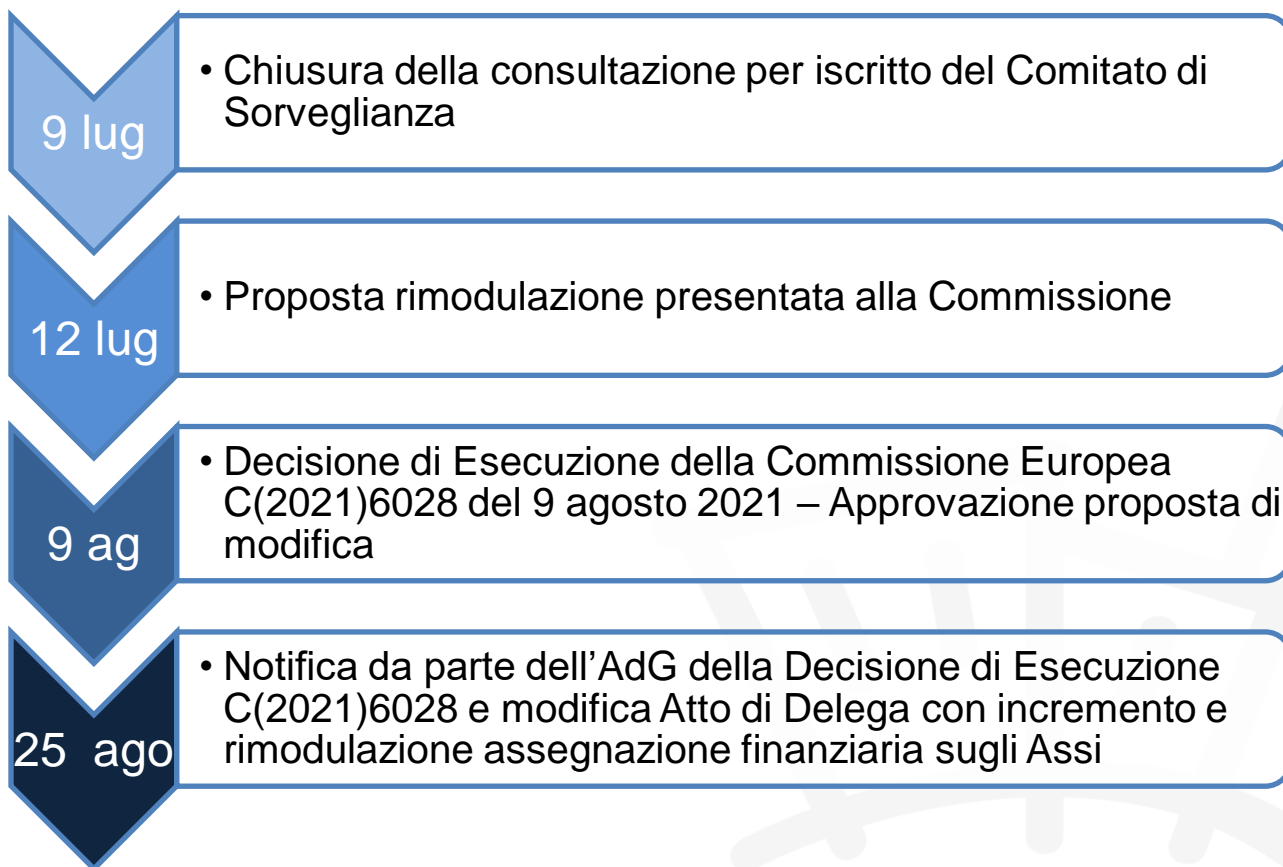 9 lug
• Chiusura della consultazione per iscritto del Comitato di
Sorveglianza
12 lug
• Proposta rimodulazione presentata alla Commissione
9 ag
• Decisione di Esecuzione della Commissione Europea
C(2021)6028 del 9 agosto 2021 – Approvazione proposta di
modifica
25 ago
• Notifica da parte dell’AdG della Decisione di Esecuzione
C(2021)6028 e modifica Atto di Delega con incremento e
rimodulazione assegnazione finanziaria sugli Assi